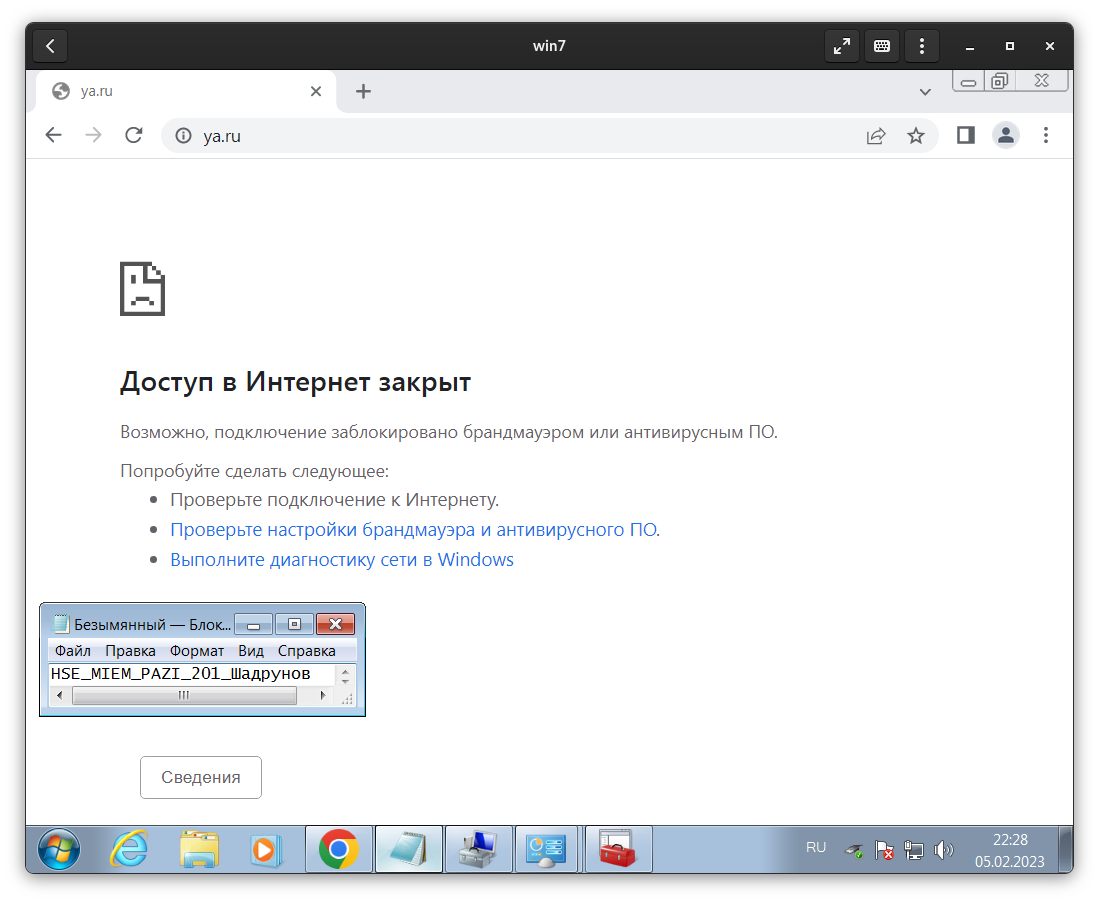 win7
ya.ru
ya.ru
Доступ в Интернет закрыт
Возможно, подключение заблокировано брандмауэром или антивирусным ПО.
Попробуйте сделать следующее:
Проверьте подключение к Интернету.
Проверьте настройки брандмауэра и антивирусного ПО.
Выполните диагностику сети в Windows
Безымянный — Блок...
Файл Правка Формат Вид Справка
HSE_MIEM_PAZI_201_Шадрунов
Сведения
RU
22:28
05.02.2023